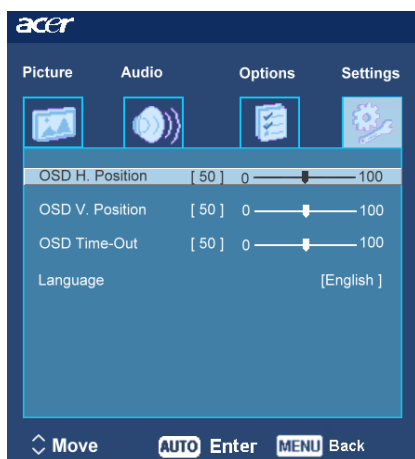 acer
Picture Audio Options Settings
OSD H. Position [ 50 ] 0 100
OSD V. Position [ 50 ] 0 100
OSD Time-Out [ 50 ] 0 100
Language [English ]
Move AUTO Enter MENU Back